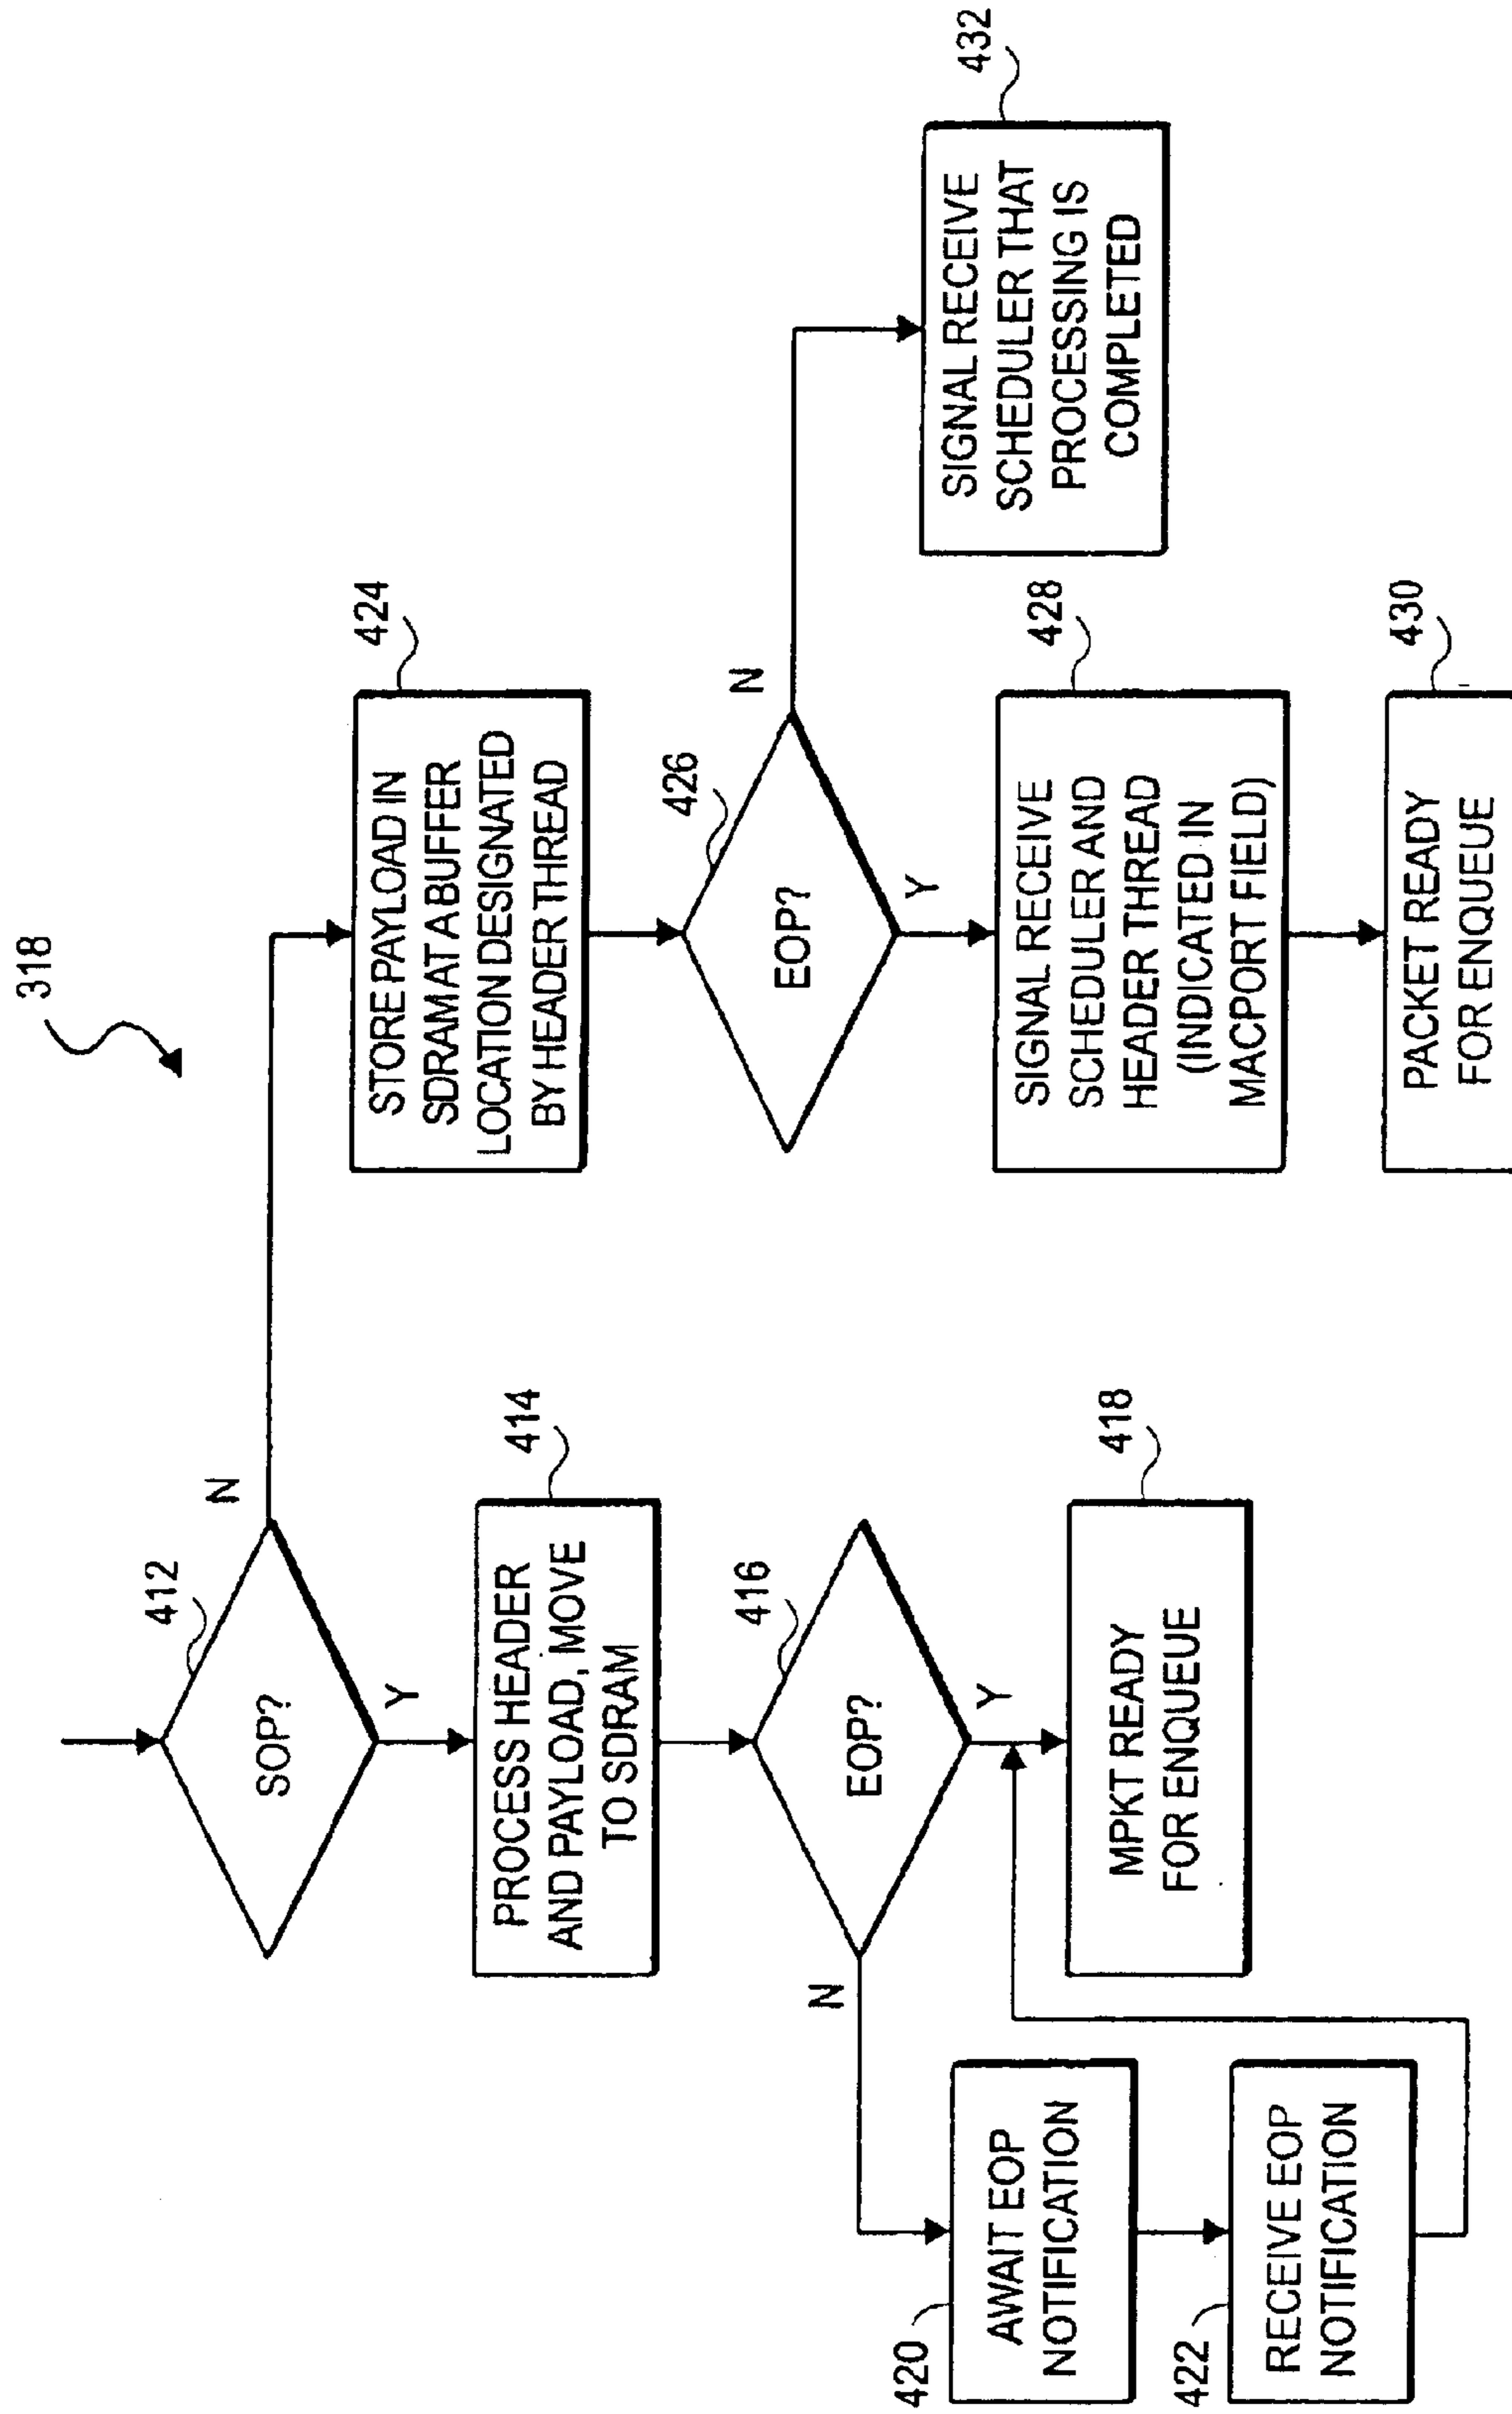 318
412
SOP?
N
Y
414
PROCESS HEADER
AND PAYLOAD, MOVE
TO SDRAM
416
EOP?
N
Y
418
MPKT READY
FOR ENQUEUE
420
AWAIT EOP
NOTIFICATION
422
RECEIVE EOP
NOTIFICATION
424
STORE PAYLOAD IN
SDRAM AT A BUFFER
LOCATION DESIGNATED
BY HEADER THREAD
426
EOP?
N
Y
428
SIGNAL RECEIVE
SCHEDULER AND
HEADER THREAD
(INDICATED IN
MACPORT FIELD)
430
PACKET READY
FOR ENQUEUE
432
SIGNAL RECEIVE
SCHEDULER THAT
PROCESSING IS
COMPLETED